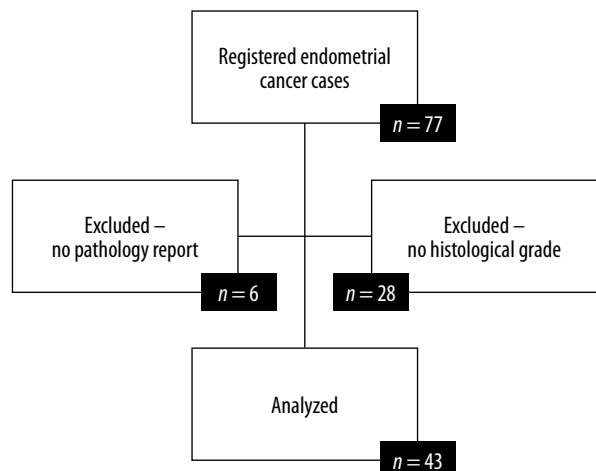 Registered endometrial
cancer cases
n = 77
Excluded –
no pathology report
n = 6
Excluded –
no histological grade
n = 28
Analyzed
n = 43